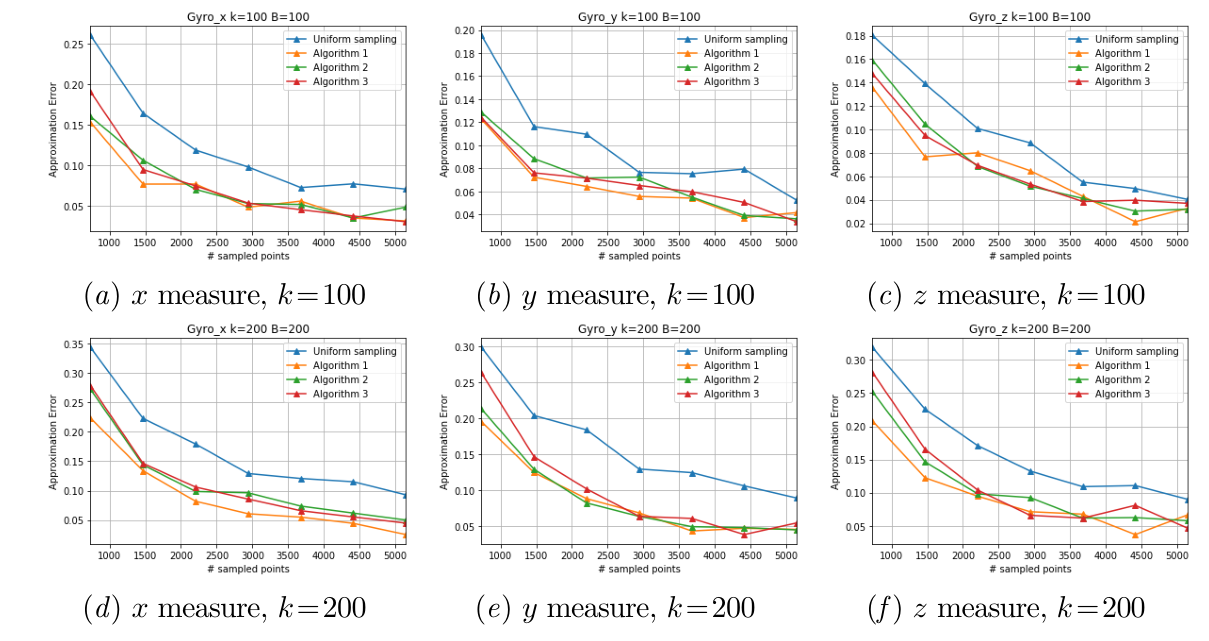 Gyro_x k=100 B=100
Approximation Error
0.25
0.20
0.15
0.10
0.05
Uniform sampling
Algorithm 1
Algorithm 2
Algorithm 3
1000 1500 2000 2500 3000 3500 4000 4500 5000
# sampled points
(a) x measure, k=100
Gyro_y k=100 B=100
Approximation Error
0.20
0.18
0.16
0.14
0.12
0.10
0.08
0.06
0.04
Uniform sampling
Algorithm 1
Algorithm 2
Algorithm 3
1000 1500 2000 2500 3000 3500 4000 4500 5000
# sampled points
(b) y measure, k=100
Gyro_z k=100 B=100
Approximation Error
0.18
0.16
0.14
0.12
0.10
0.08
0.06
0.04
0.02
Uniform sampling
Algorithm 1
Algorithm 2
Algorithm 3
1000 1500 2000 2500 3000 3500 4000 4500 5000
# sampled points
(c) z measure, k=100
Gyro_x k=200 B=200
Approximation Error
0.35
0.30
0.25
0.20
0.15
0.10
0.05
Uniform sampling
Algorithm 1
Algorithm 2
Algorithm 3
1000 1500 2000 2500 3000 3500 4000 4500 5000
# sampled points
(d) x measure, k=200
Gyro_y k=200 B=200
Approximation Error
0.30
0.25
0.20
0.15
0.10
0.05
Uniform sampling
Algorithm 1
Algorithm 2
Algorithm 3
1000 1500 2000 2500 3000 3500 4000 4500 5000
# sampled points
(e) y measure, k=200
Gyro_z k=200 B=200
Approximation Error
0.30
0.25
0.20
0.15
0.10
0.05
Uniform sampling
Algorithm 1
Algorithm 2
Algorithm 3
1000 1500 2000 2500 3000 3500 4000 4500 5000
# sampled points
(f) z measure, k=200